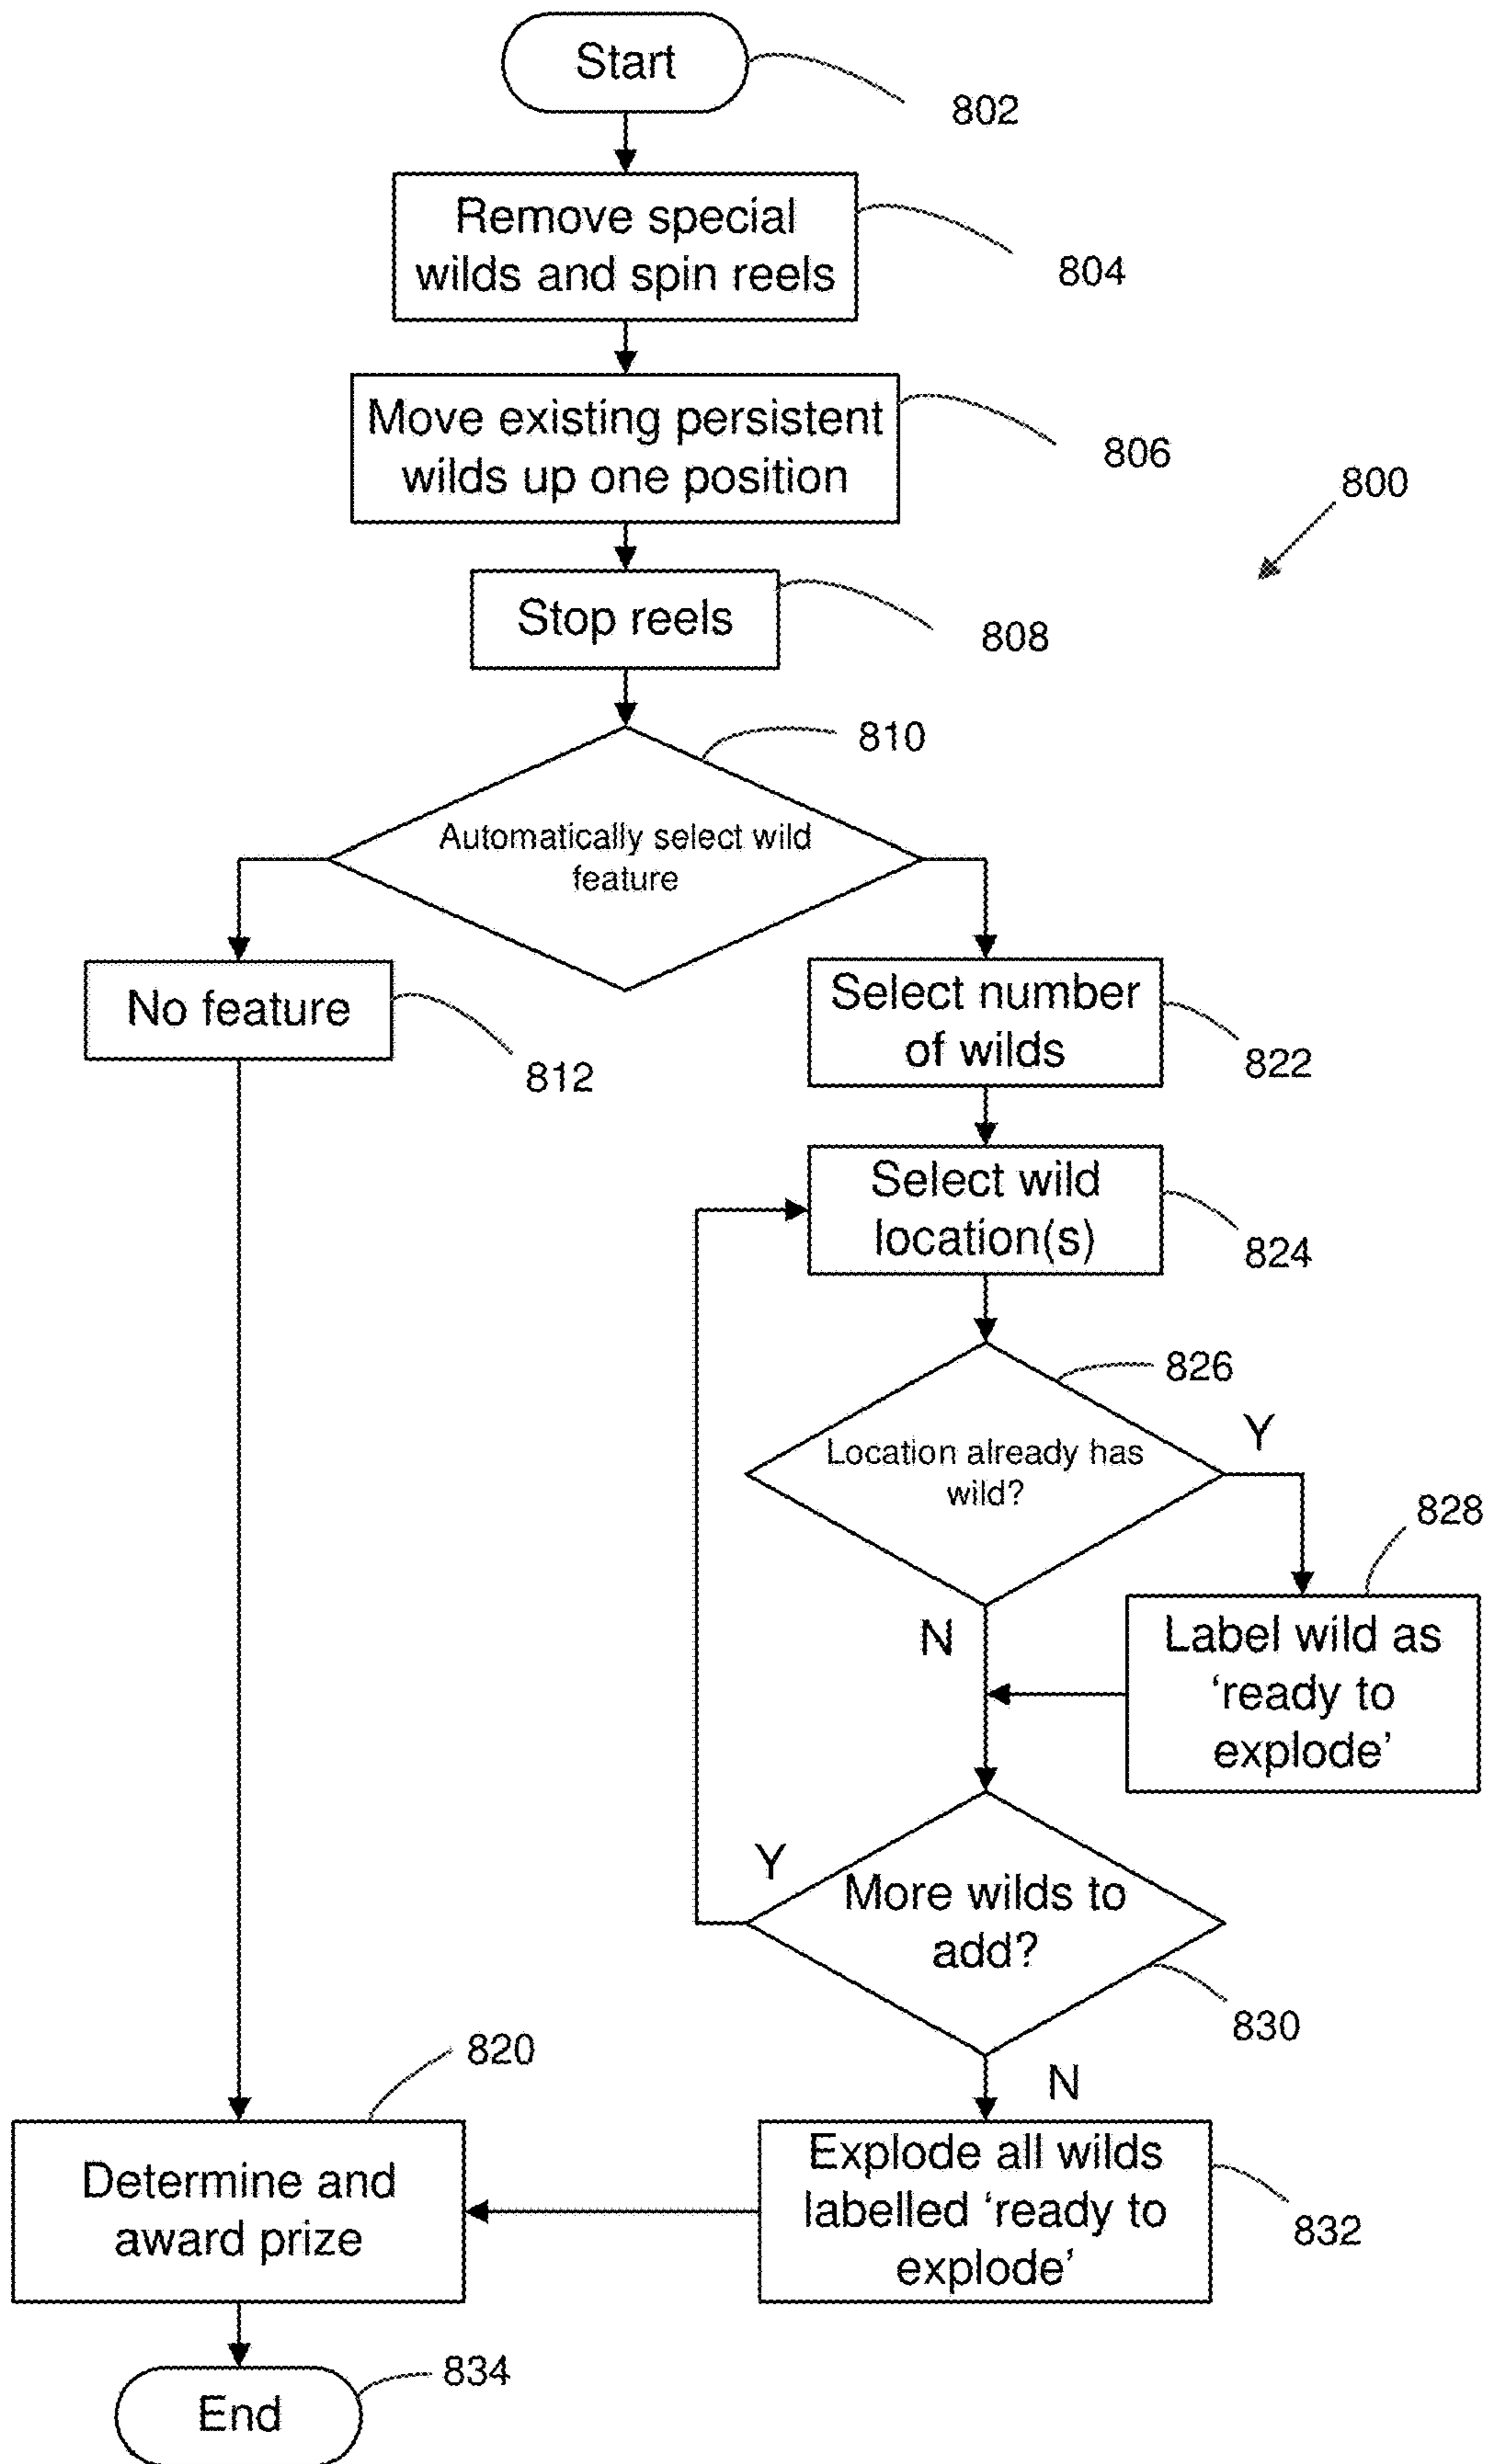 Start
802
Remove special
wilds and spin reels
804
Move existing persistent
wilds up one position
806
800
Stop reels
808
810
Automatically select wild
feature
No feature
812
Select number
of wilds
822
Select wild
location(s)
824
826
Location already has
wild?
Y
828
N
Label wild as
‘ready to
explode’
Y
More wilds to
add?
830
820
N
Determine and
award prize
Explode all wilds
labelled ‘ready to
explode’
832
834
End